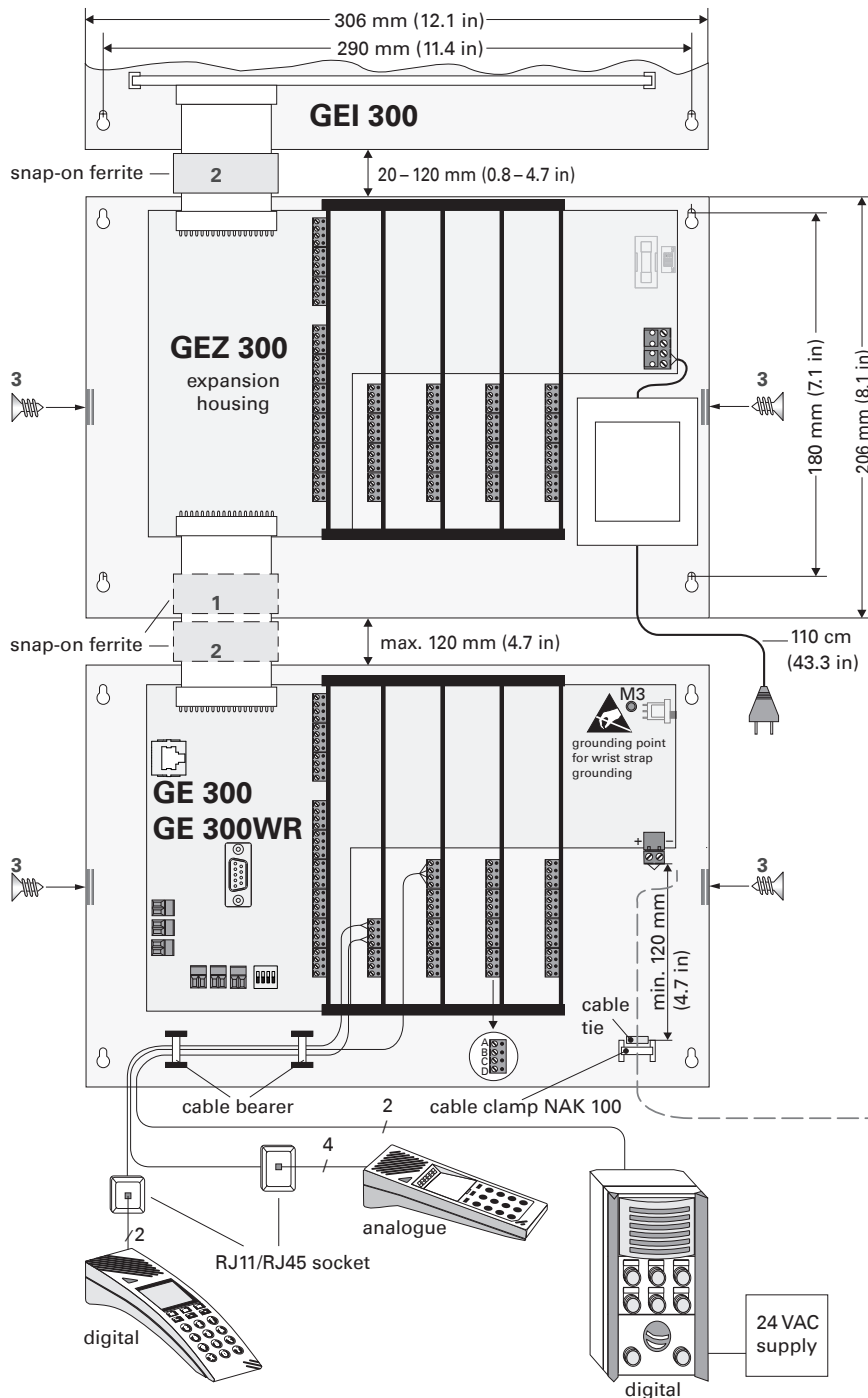 306 mm (12.1 in)
290 mm (11.4 in)
GEI 300
snap-on ferrite
2
20 – 120 mm (0.8 – 4.7 in)
GEZ 300
expansion
housing
3
3
180 mm (7.1 in)
206 mm (8.1 in)
1
snap-on ferrite
2
max. 120 mm (4.7 in)
110 cm
(43.3 in)
M3
grounding point
for wrist strap
grounding
GE 300
GE 300WR
+ –
3
3
min. 120 mm
(4.7 in)
cable
tie
A
B
C
D
cable bearer
cable clamp NAK 100
2
4
analogue
2
RJ11/RJ45 socket
digital
24 VAC
supply
digital